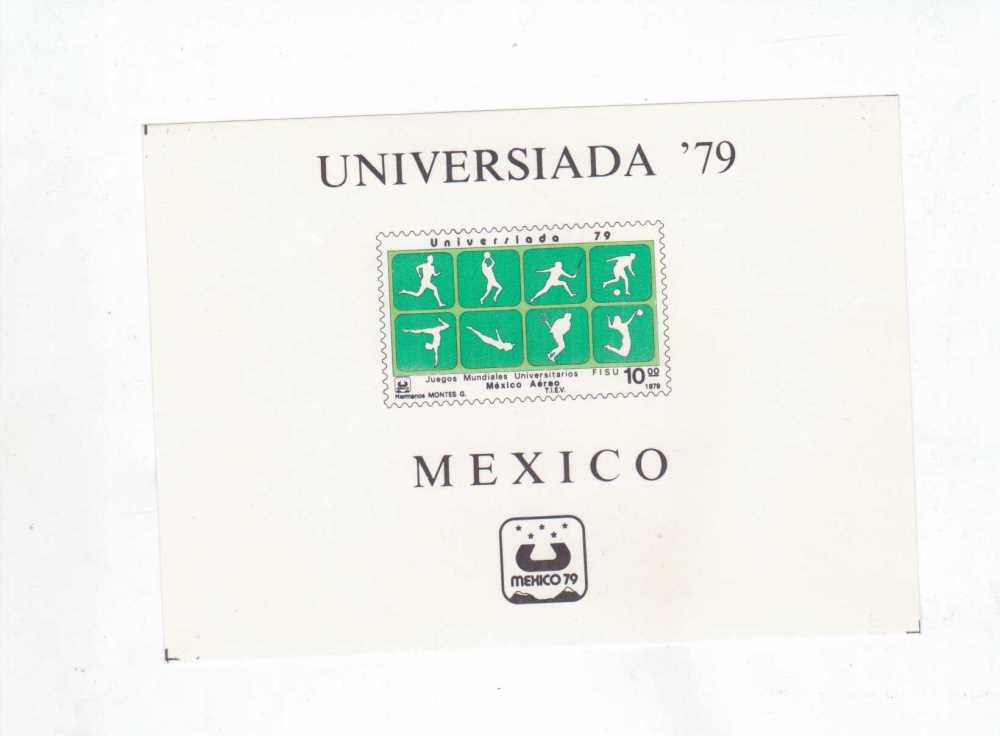 UNIVERSIADA ’79
Universiada 79
Juegos Mundiales Universitarios FISU 10 00
México Aéreo
Hermanos MONTES G. T.I.E.V. 1979
MEXICO
MEXICO 79